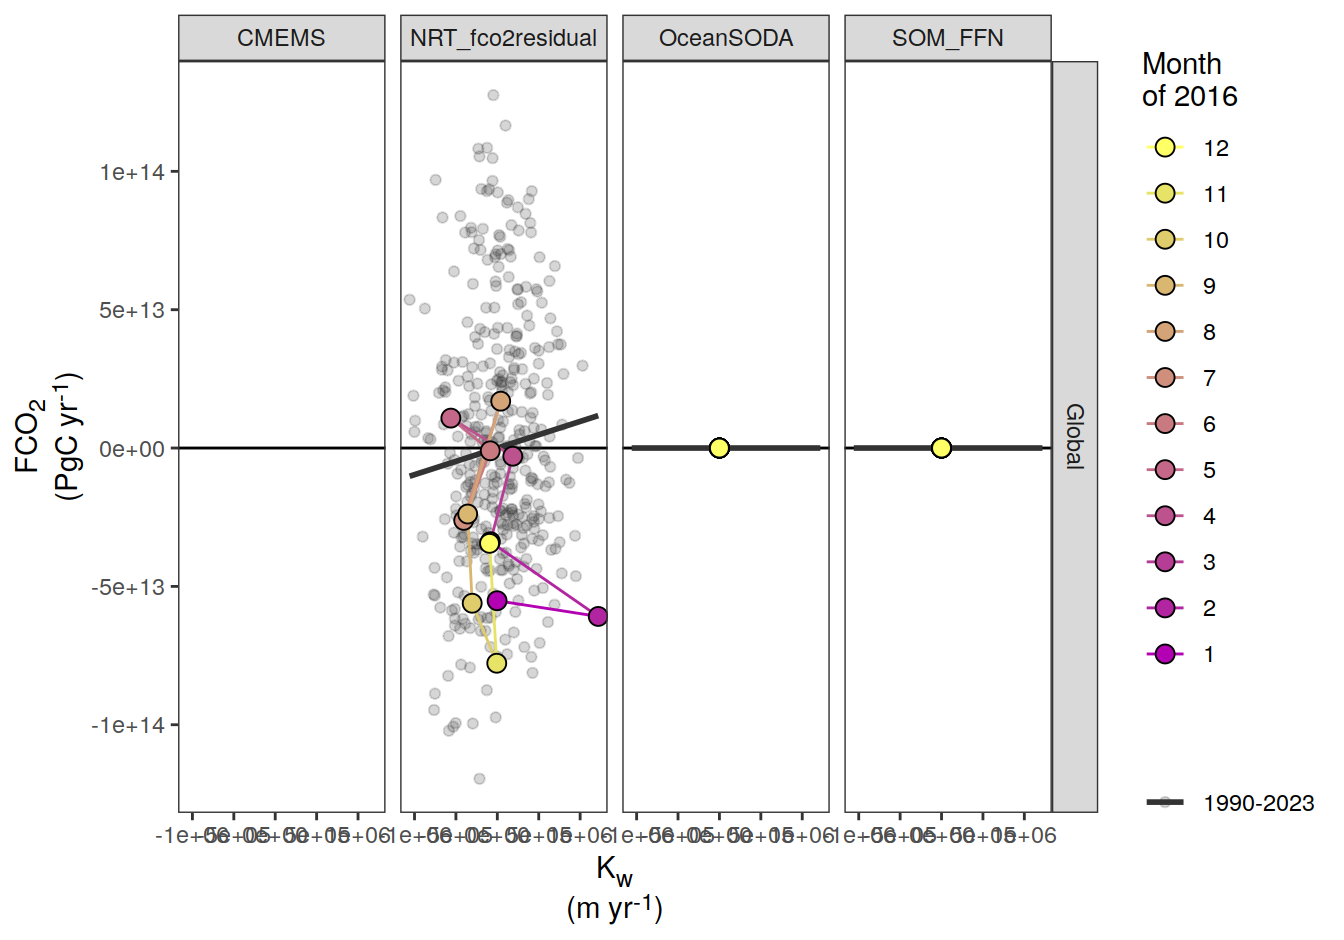 CMEMS
NRT_fco2residual
OceanSODA
SOM_FFN
Global
FCO2
(PgC yr-1)
1e+14
5e+13
0e+00
-5e+13
-1e+14
Kw
(m yr-1)
Month
of 2016
12
11
10
9
8
7
6
5
4
3
2
1
1990-2023